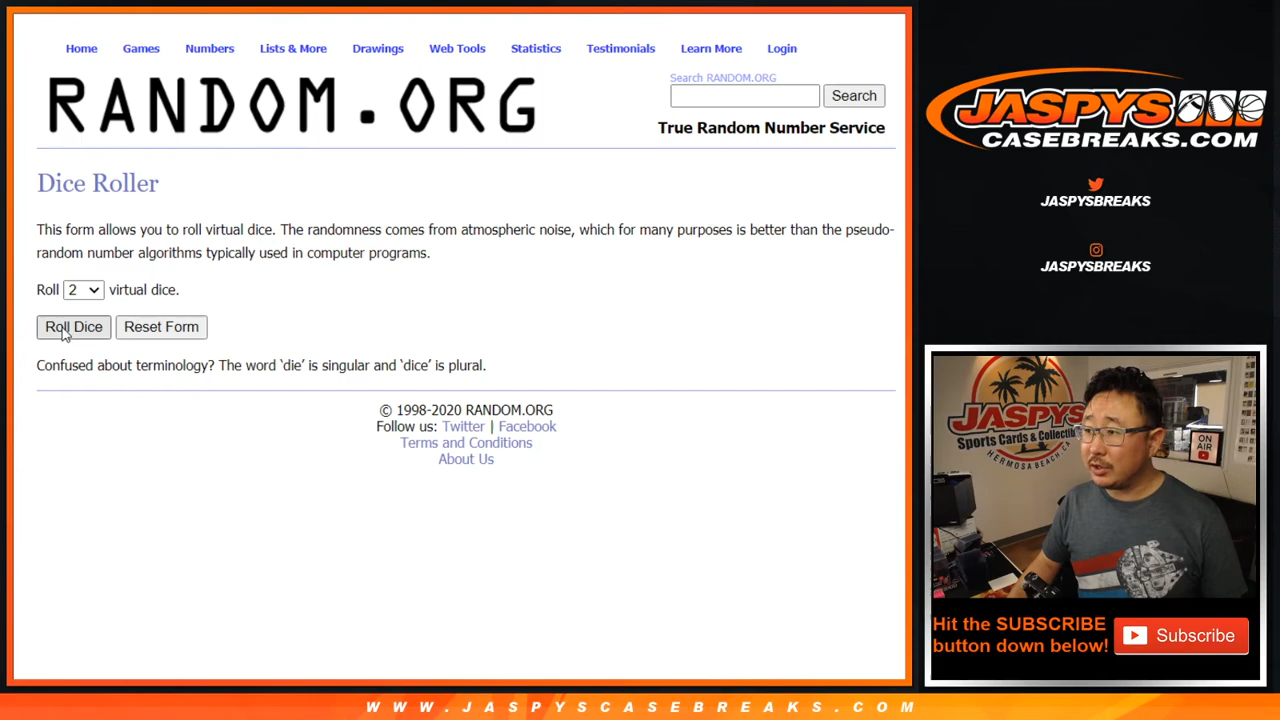 Home Games Numbers Lists & More Drawings Web Tools Statistics Testimonials Learn More Login
RANDOM.ORG
Search RANDOM.ORG
Search
True Random Number Service
Dice Roller
This form allows you to roll virtual dice. The randomness comes from atmospheric noise, which for many purposes is better than the pseudo-
random number algorithms typically used in computer programs.
Roll 2 virtual dice.
Roll Dice Reset Form
Confused about terminology? The word ‘die’ is singular and ‘dice’ is plural.
© 1998-2020 RANDOM.ORG
Follow us: Twitter | Facebook
Terms and Conditions
About Us
JASPYS
CASEBREAKS.COM
JASPYSBREAKS
JASPYSBREAKS
JASPYS
Sports Cards & Collectib
HERMOSA BEACH, C
ON
AIR
Hit the SUBSCRIBE
button down below!
Subscribe
WWW.JASPYSCASEBREAKS.COM